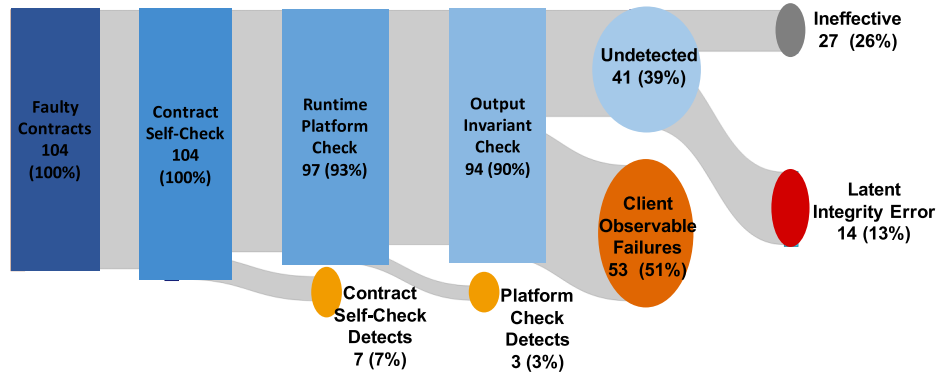 Faulty
Contracts
104
(100%)
Contract
Self-Check
104
(100%)
Runtime
Platform
Check
97 (93%)
Output
Invariant
Check
94 (90%)
Undetected
41 (39%)
Ineffective
27 (26%)
Client
Observable
Failures
53 (51%)
Latent
Integrity Error
14 (13%)
Contract
Self-Check
Detects
7 (7%)
Platform
Check
Detects
3 (3%)